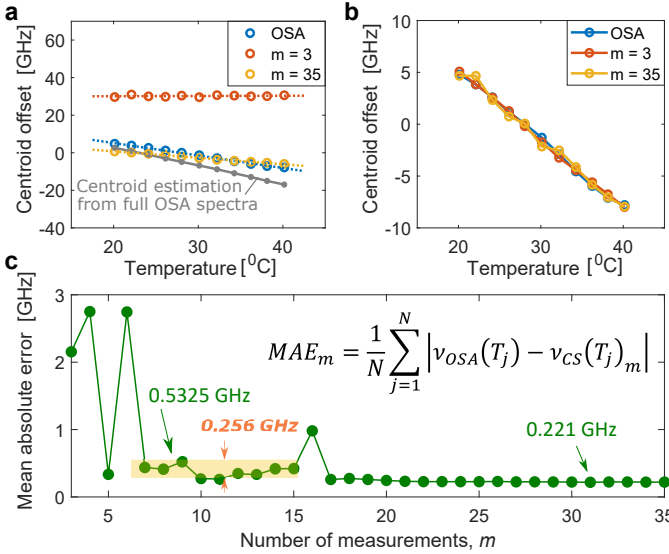 a
Centroid offset [GHz]
60
40
20
0
-20
-40
20
30
40
Temperature [⁰C]
OSA
m = 3
m = 35
Centroid estimation
from full OSA spectra
b
Centroid offset [GHz]
10
5
0
-5
-10
20
30
40
Temperature [⁰C]
OSA
m = 3
m = 35
c
Mean absolute error [GHz]
3
2
1
0
0.5325 GHz
0.256 GHz
0.221 GHz
MAE_m = 1/N ∑_{j=1}^{N} |ν_OSA(T_j) − ν_CS(T_j)_m|
5
10
15
20
25
30
35
Number of measurements, m